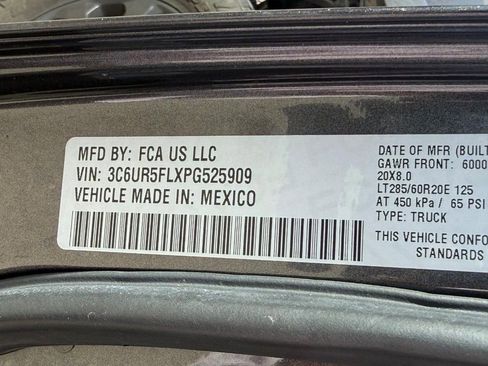 MFD BY: FCA US LLC
VIN: 3C6UR5FLXPG525909
VEHICLE MADE IN: MEXICO
DATE OF MFR (BUILT
GAWR FRONT: 6000
20X8.0
LT285/60R20E 125
AT 450 kPa / 65 PSI
TYPE: TRUCK
THIS VEHICLE CONFO
STANDARDS